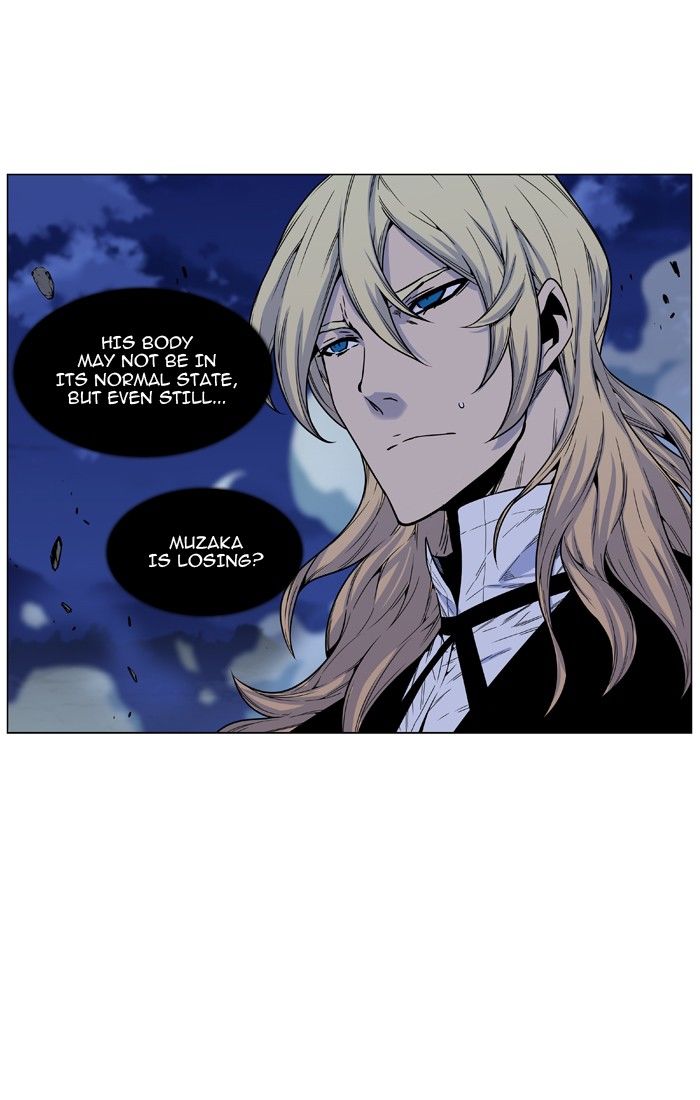 HIS BODY
MAY NOT BE IN
ITS NORMAL STATE,
BUT EVEN STILL...
MUZAKA
IS LOSING?